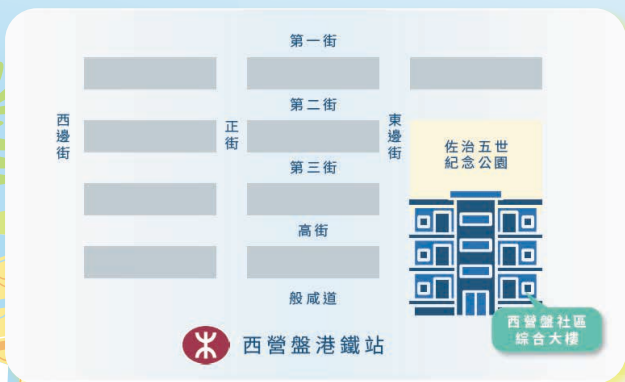 第一街
第二街
西邊街
正街
東邊街
佐治五世
紀念公園
第三街
高街
般咸道
西營盤港鐵站
西營盤社區
綜合大樓